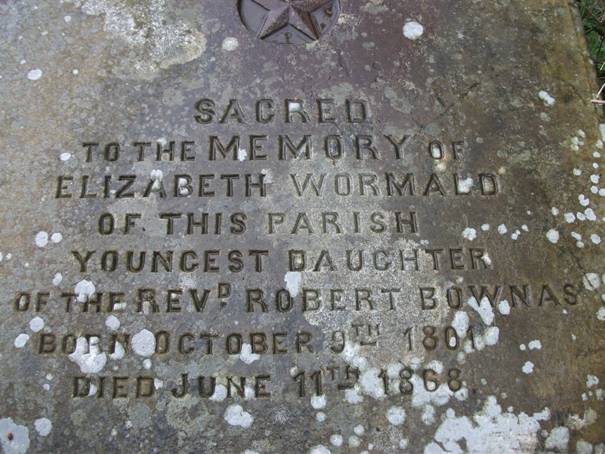 SACRED
TO THE MEMORY OF
ELIZABETH WORMALD
OF THIS PARISH
YOUNGEST DAUGHTER
OF THE REVD ROBERT BOWNAS
BORN OCTOBER 9TH 1801
DIED JUNE 11TH 1868